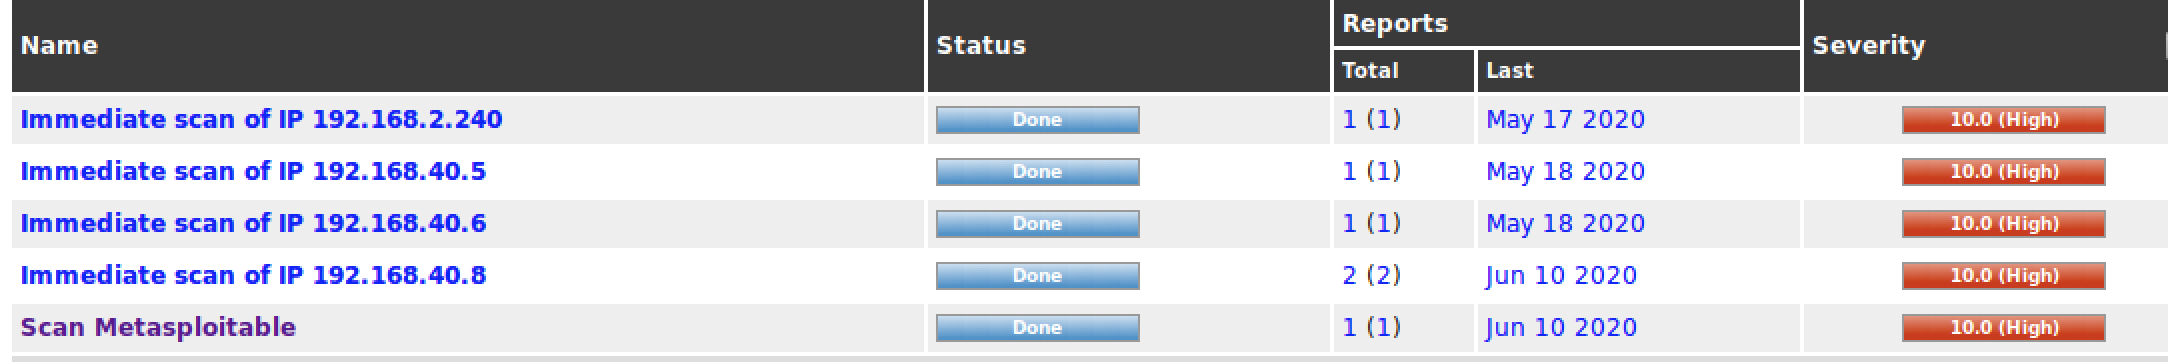 Name Status Reports Severity
Total Last
Immediate scan of IP 192.168.2.240 Done 1 (1) May 17 2020 10.0 (High)
Immediate scan of IP 192.168.40.5 Done 1 (1) May 18 2020 10.0 (High)
Immediate scan of IP 192.168.40.6 Done 1 (1) May 18 2020 10.0 (High)
Immediate scan of IP 192.168.40.8 Done 2 (2) Jun 10 2020 10.0 (High)
Scan Metasploitable Done 1 (1) Jun 10 2020 10.0 (High)